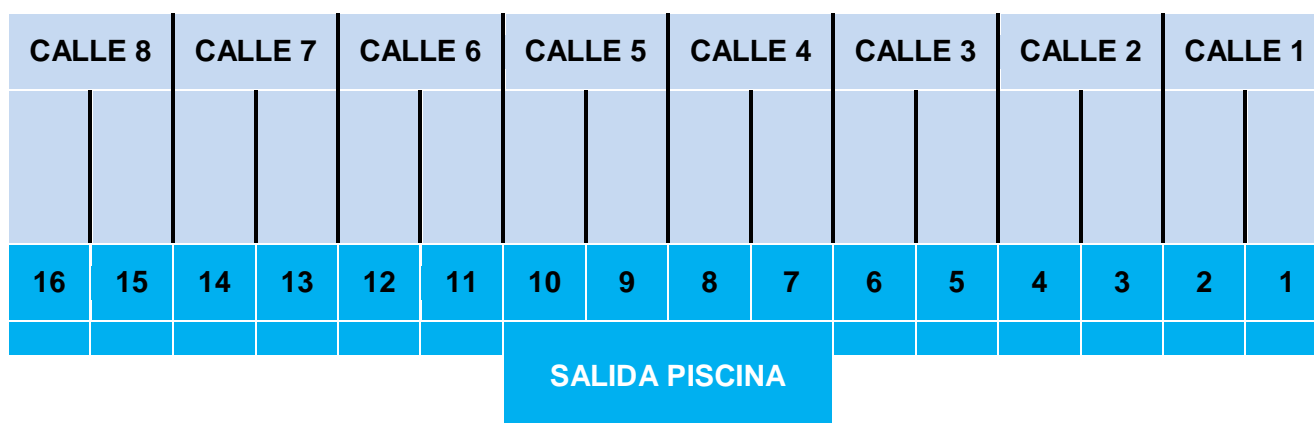 CALLE 8 CALLE 7 CALLE 6 CALLE 5 CALLE 4 CALLE 3 CALLE 2 CALLE 1
16 15 14 13 12 11 10 9 8 7 6 5 4 3 2 1
SALIDA PISCINA